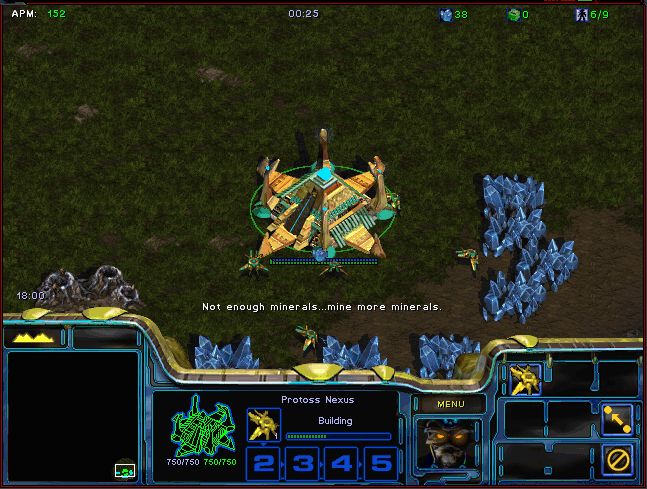 APM: 152
00:25
38
0
6/9
18:00
Not enough minerals...mine more minerals.
Protoss Nexus
Building
1
750/750 750/750
2 3 4 5
MENU